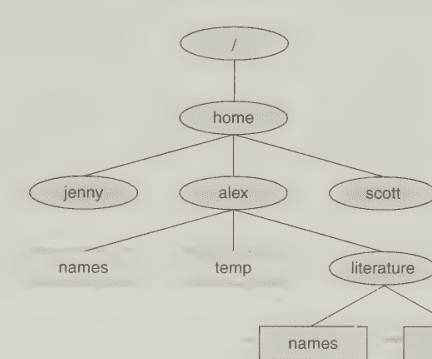 /
home
jenny alex scott
names temp literature
names